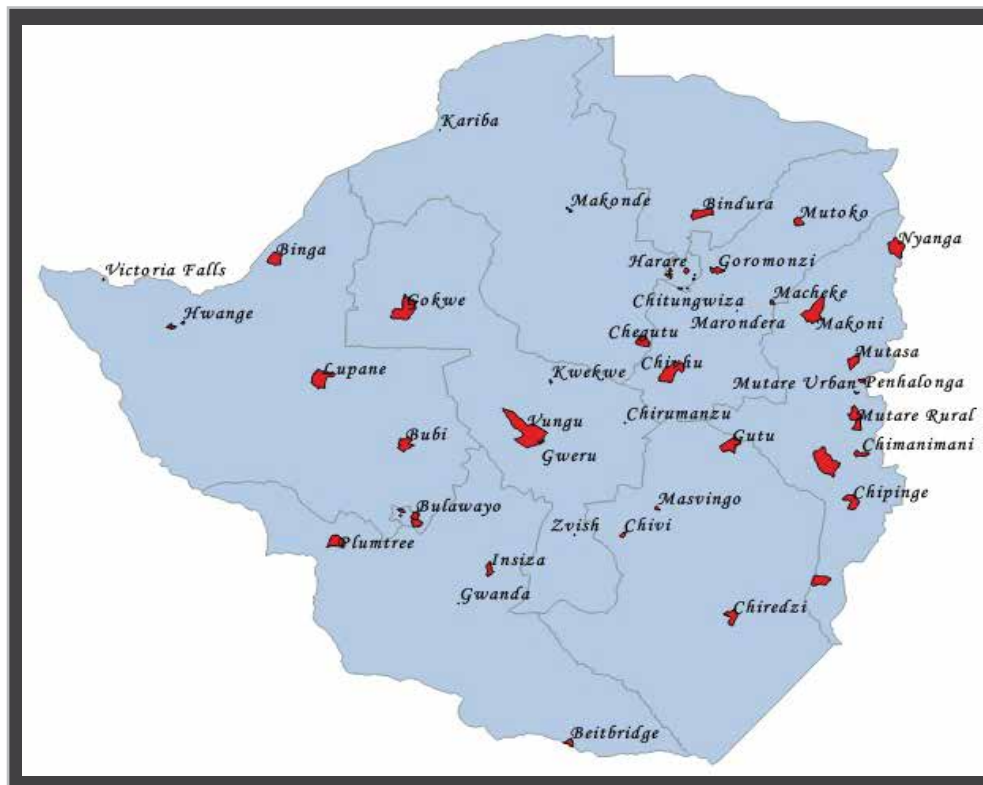 Kariba
Makonde
Bindura
Mutoko
Nyanga
Binga
Harare
Goromonzi
Victoria Falls
Chitungwiza
Macheke
Hwange
Gokwe
Marondera
Makoni
Chegutu
Mutasa
Lupane
Kwekwe
Chivhu
Mutare Urban
Penhalonga
Chirumanzu
Mutare Rural
Vungu
Bubi
Gweru
Gutu
Chimanimani
Chipinge
Masvingo
Bulawayo
Zvish
Chivi
Plumtree
Insiza
Gwanda
Chiredzi
Beitbridge